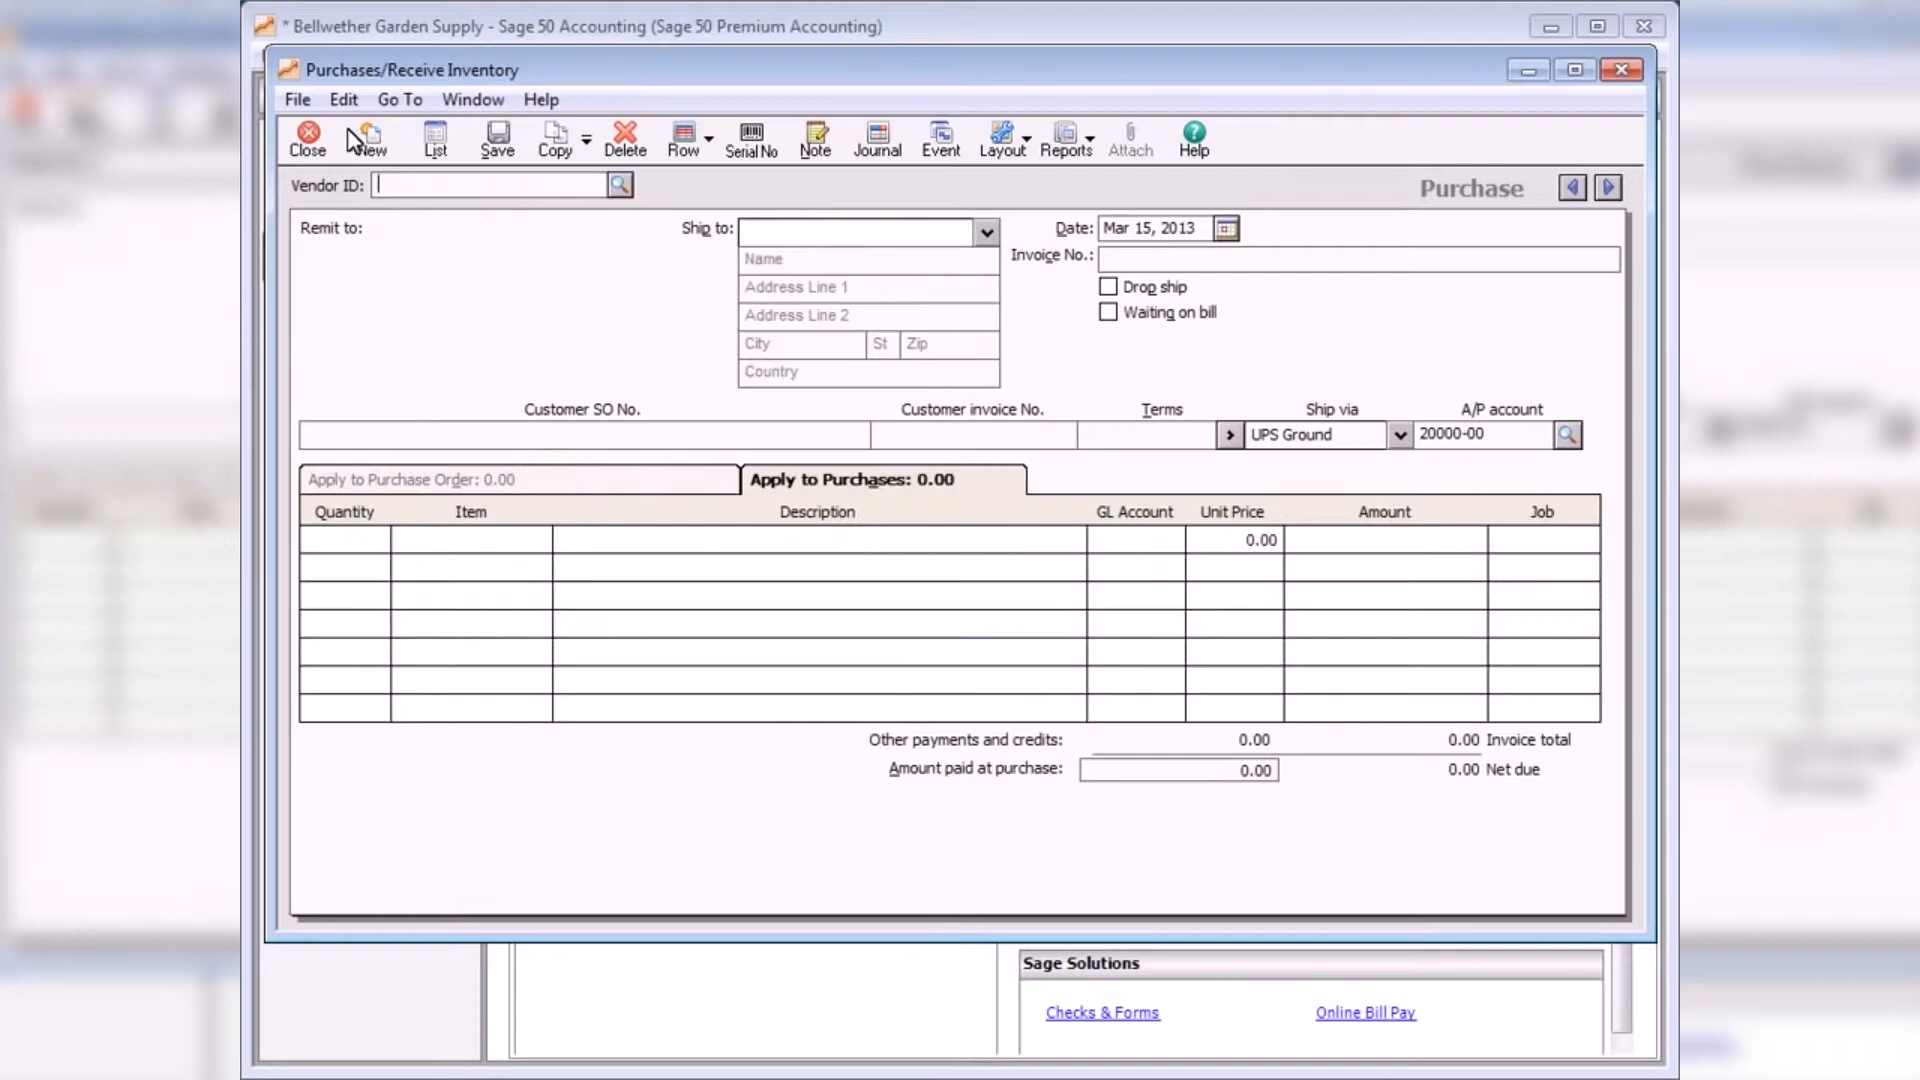 * Bellwether Garden Supply - Sage 50 Accounting (Sage 50 Premium Accounting)
Purchases/Receive Inventory
File Edit Go To Window Help
Close New List Save Copy Delete Row Serial No Note Journal Event Layout Reports Attach Help
Vendor ID:
Purchase
Remit to:
Ship to:
Date: Mar 15, 2013
Invoice No.:
Name
Address Line 1
Address Line 2
City St Zip
Country
Drop ship
Waiting on bill
Customer SO No. Customer invoice No. Terms Ship via A/P account
UPS Ground 20000-00
Apply to Purchase Order: 0.00 Apply to Purchases: 0.00
Quantity Item Description GL Account Unit Price Amount Job
0.00
Other payments and credits: 0.00 0.00 Invoice total
Amount paid at purchase: 0.00 0.00 Net due
Sage Solutions
Checks & Forms Online Bill Pay